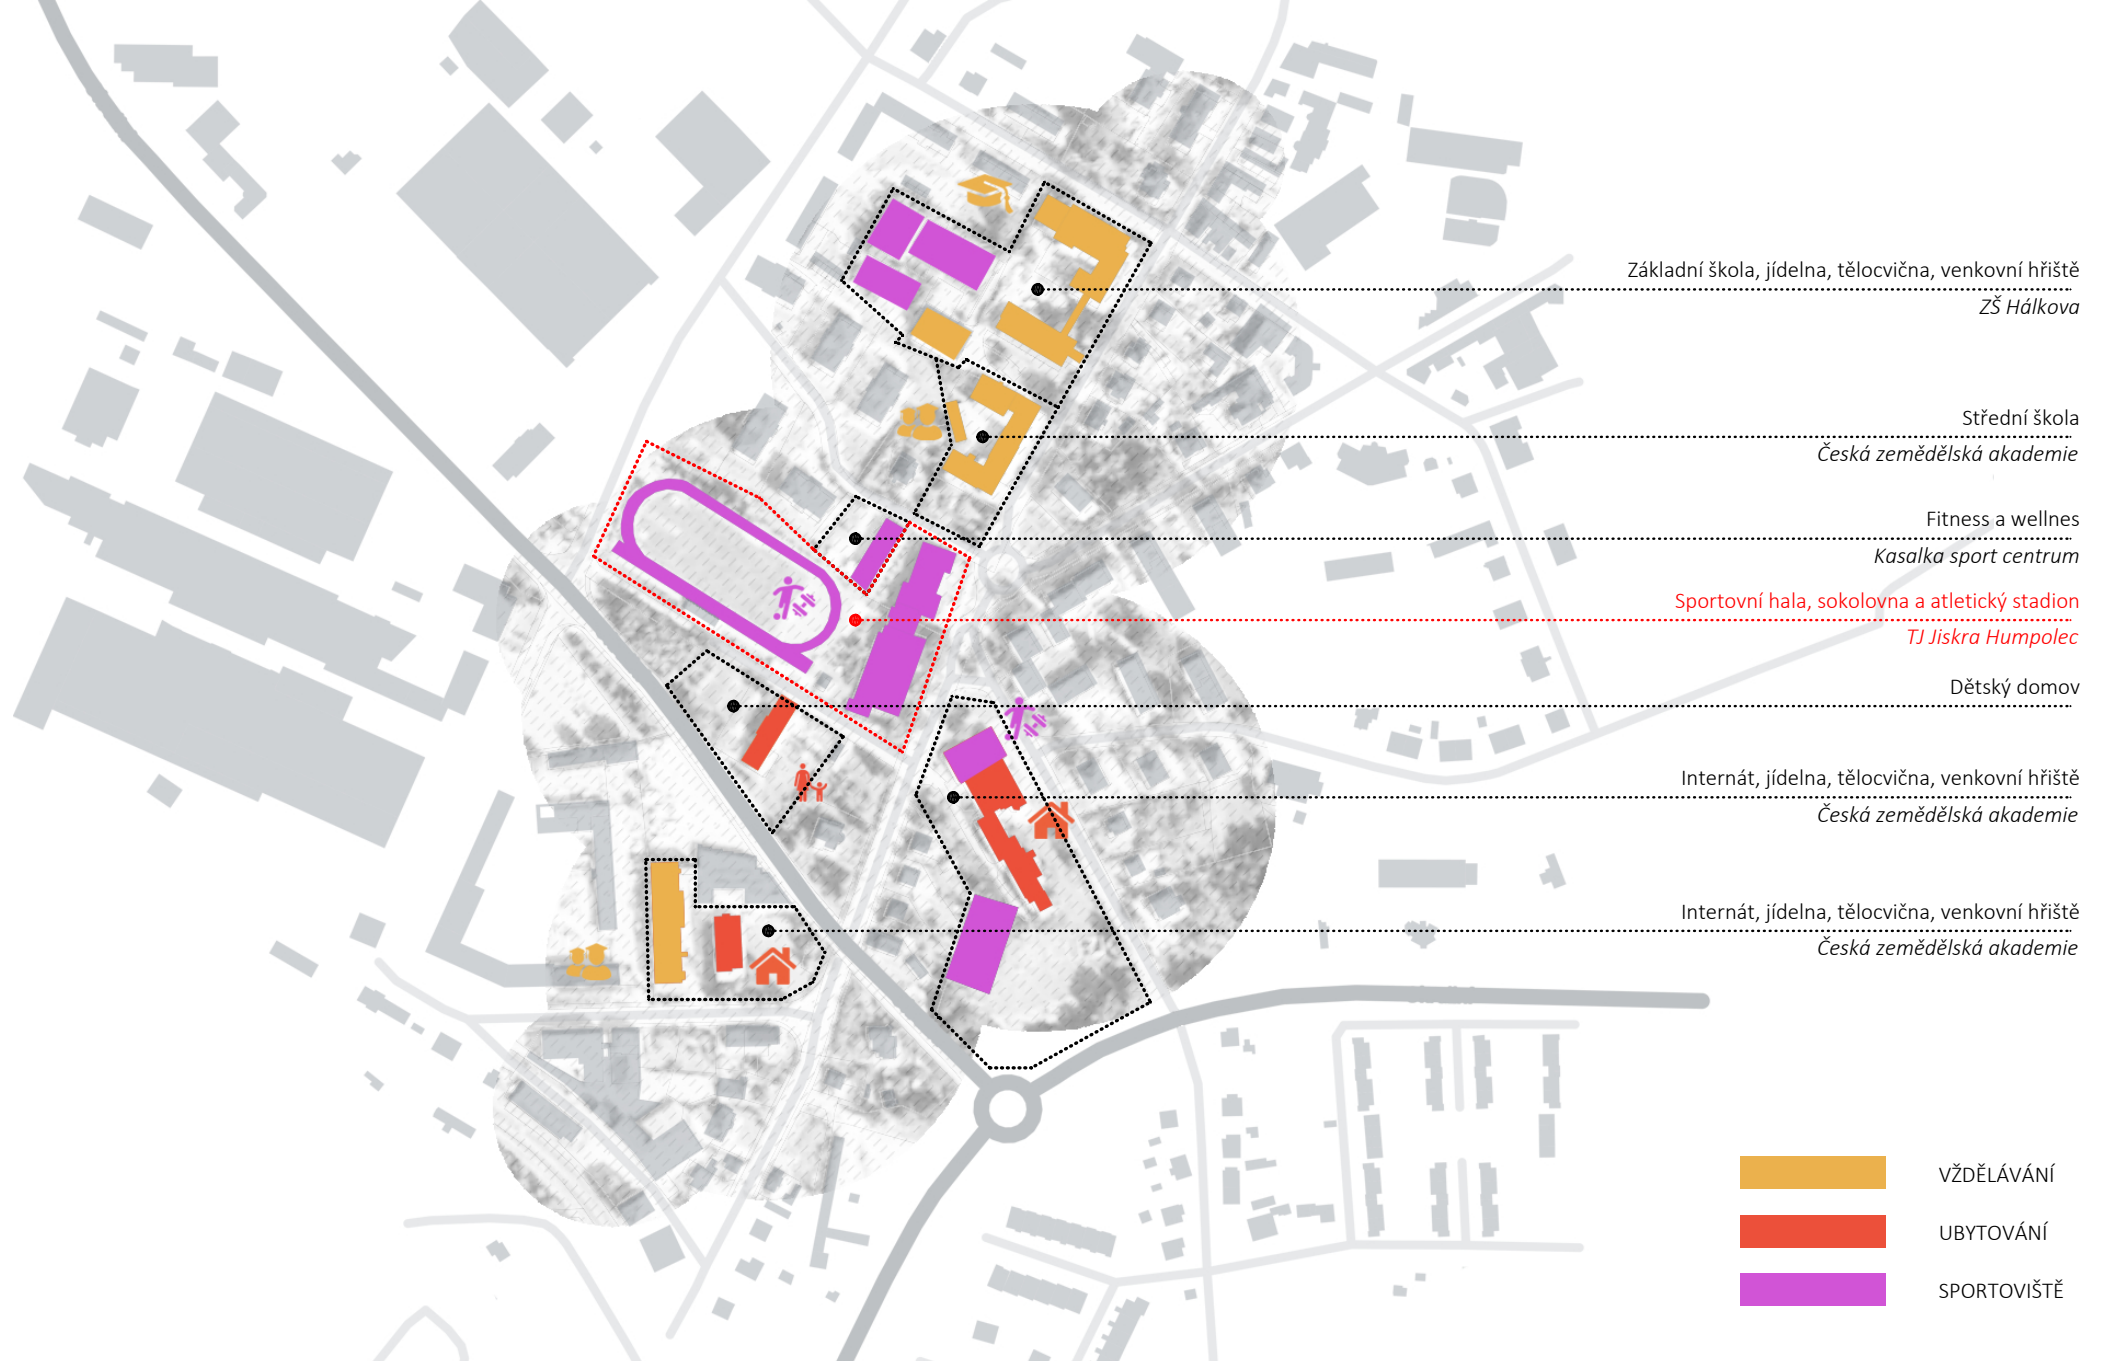 Základní škola, jídelna, tělocvična, venkovní hřiště
ZŠ Hálkova
Střední škola
Česká zemědělská akademie
Fitness a wellnes
Kasalka sport centrum
Sportovní hala, sokolovna a atletický stadion
TJ Jiskra Humpolec
Dětský domov
Internát, jídelna, tělocvična, venkovní hřiště
Česká zemědělská akademie
Internát, jídelna, tělocvična, venkovní hřiště
Česká zemědělská akademie
VŽDĚLÁVÁNÍ
UBYTOVÁNÍ
SPORTOVIŠTĚ